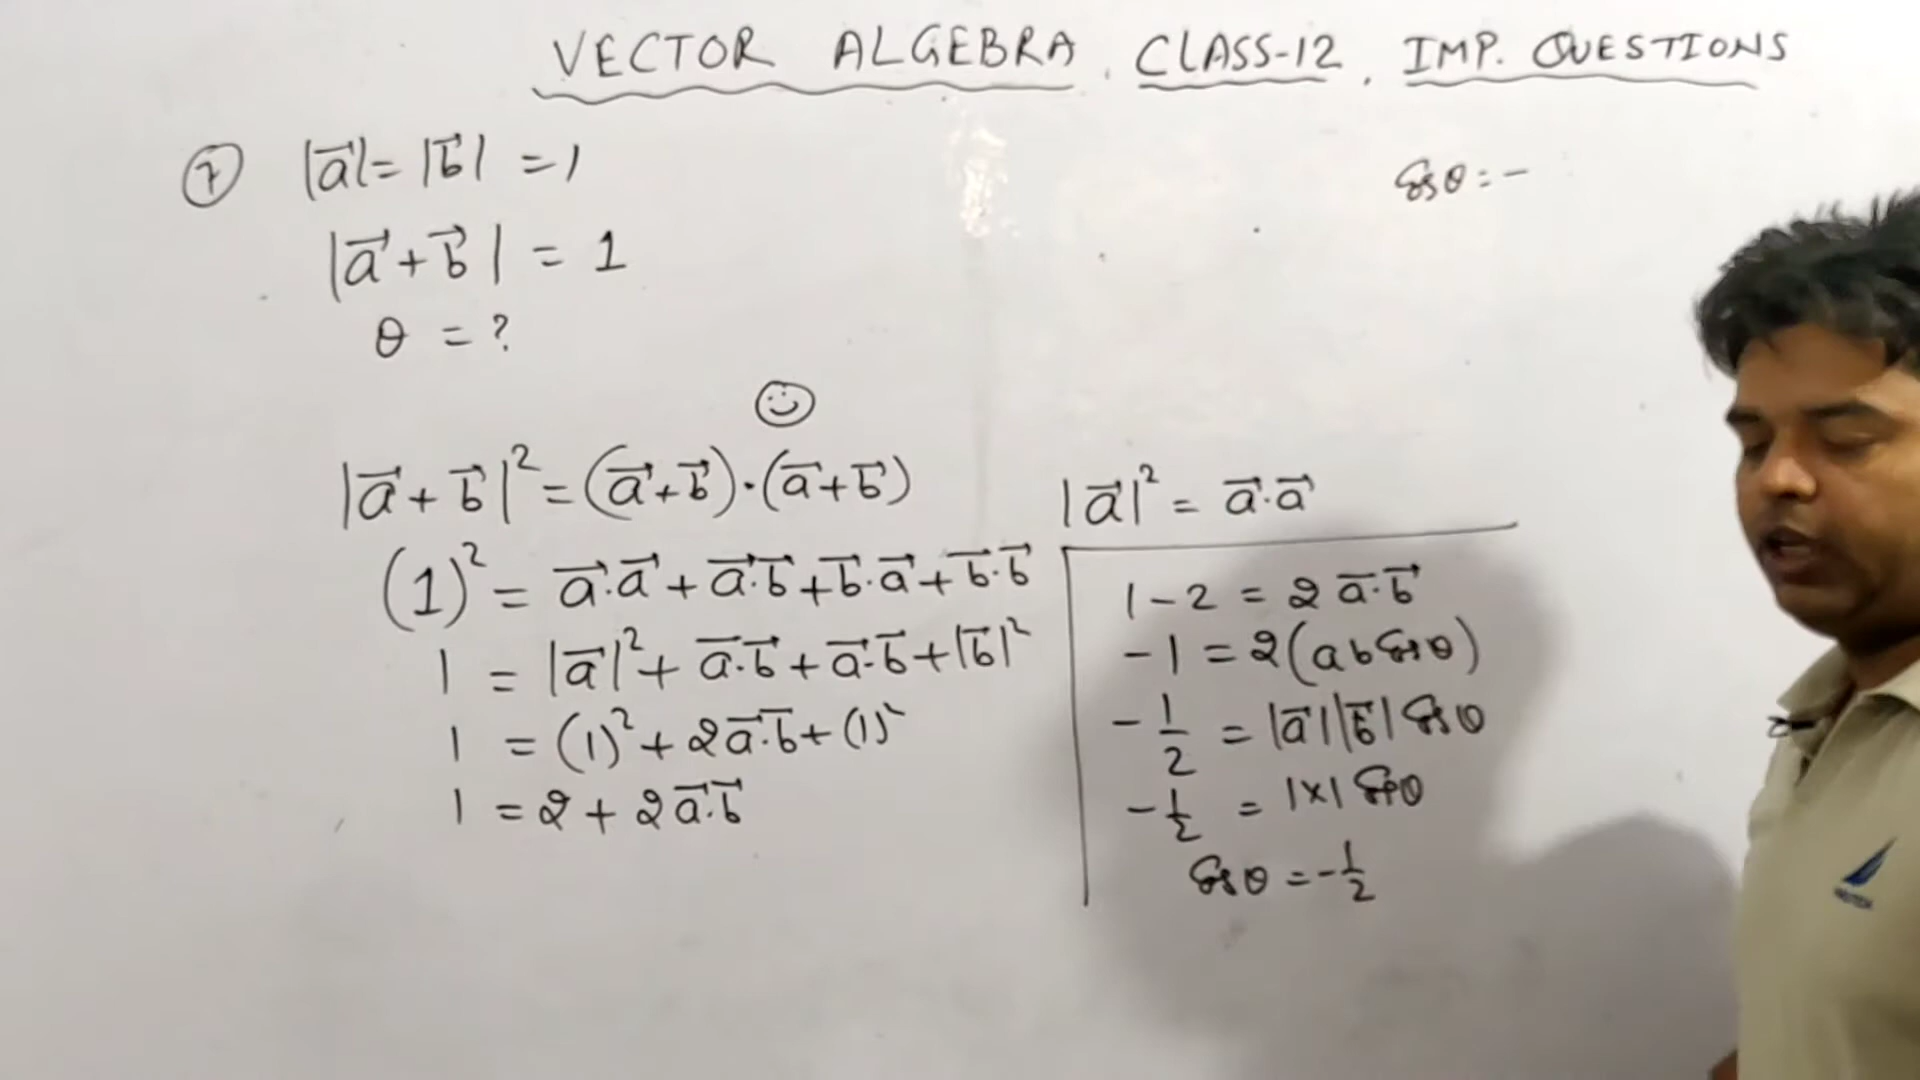 VECTOR ALGEBRA, CLASS-12, IMP. QUESTIONS
⑦ |a⃗| = |b⃗| = 1
cosθ = -
|a⃗ + b⃗| = 1
θ = ?
|a⃗ + b⃗|² = (a⃗ + b⃗)·(a⃗ + b⃗)
(1)² = a⃗·a⃗ + a⃗·b⃗ + b⃗·a⃗ + b⃗·b⃗
1 = |a⃗|² + a⃗·b⃗ + a⃗·b⃗ + |b⃗|²
1 = (1)² + 2a⃗·b⃗ + (1)²
1 = 2 + 2a⃗·b⃗
|a⃗|² = a⃗·a⃗
1 - 2 = 2a⃗·b⃗
-1 = 2(ab cosθ)
-1/2 = |a⃗||b⃗| cosθ
-1/2 = 1×1 cosθ
cosθ = -1/2